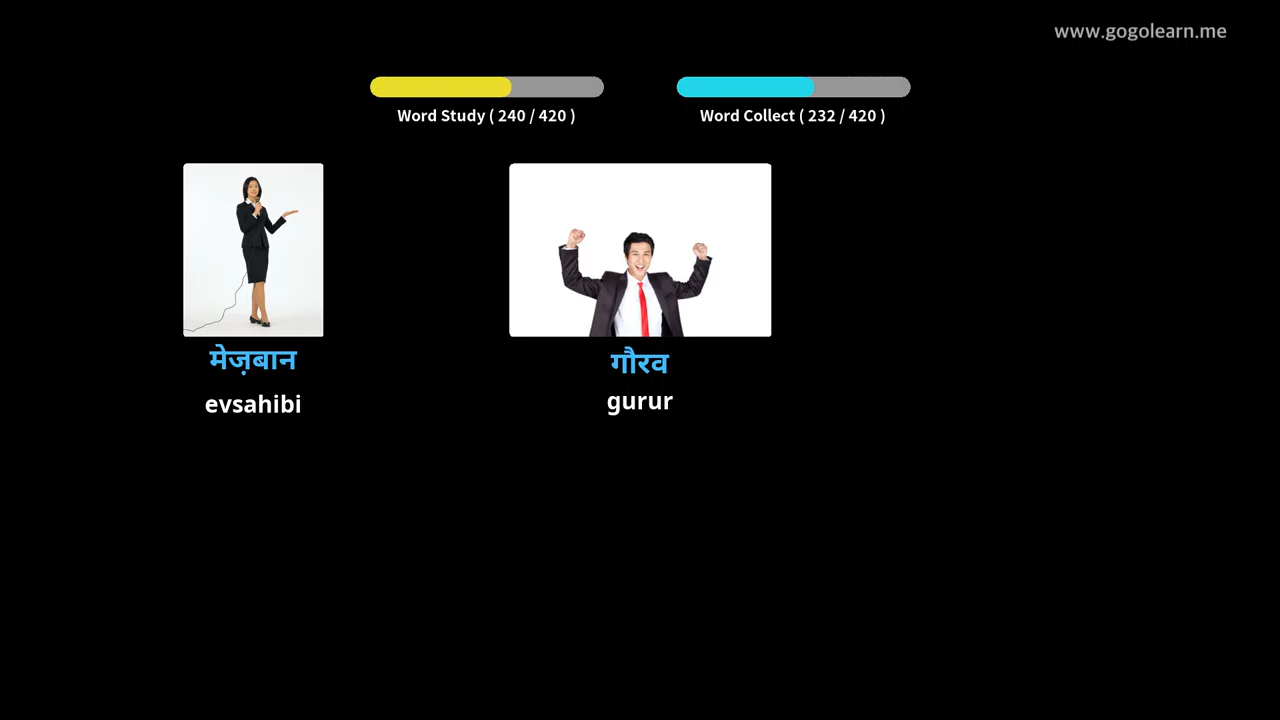 www.gogolearn.me
Word Study ( 240 / 420 )
Word Collect ( 232 / 420 )
मेज़बान
evsahibi
गौरव
gurur